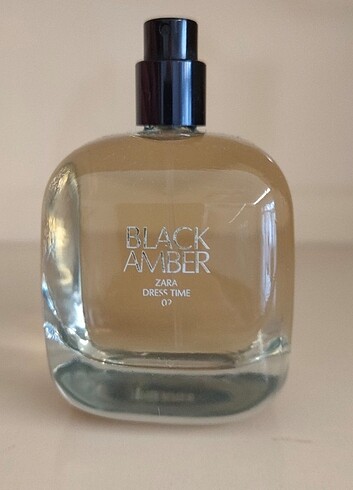 BLACK
AMBER
ZARA
DRESS TIME
02